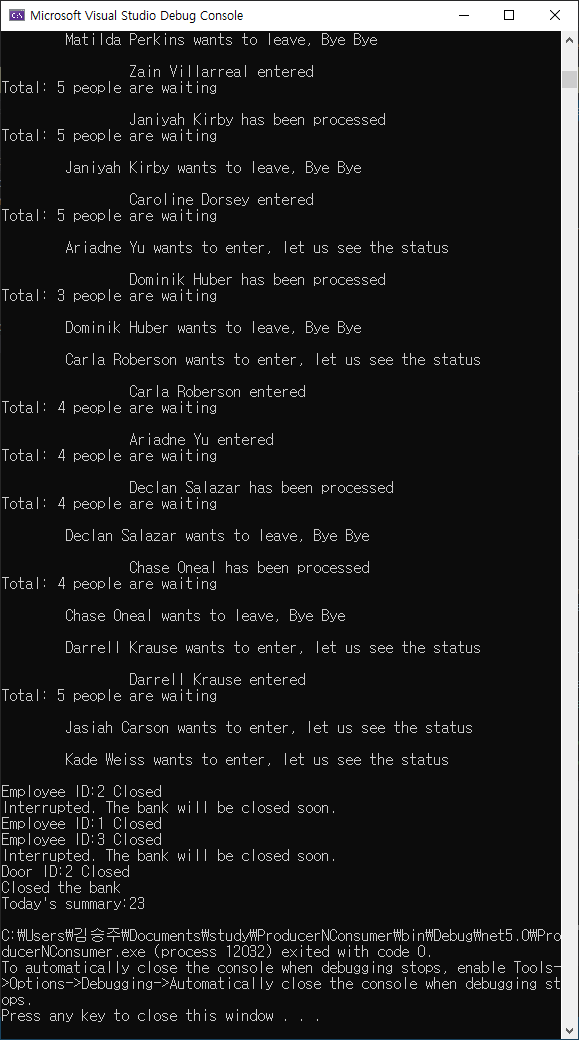 Microsoft Visual Studio Debug Console
Matilda Perkins wants to leave, Bye Bye
Zain Villarreal entered
Total: 5 people are waiting
Janiyah Kirby has been processed
Total: 5 people are waiting
Janiyah Kirby wants to leave, Bye Bye
Caroline Dorsey entered
Total: 5 people are waiting
Ariadne Yu wants to enter, let us see the status
Dominik Huber has been processed
Total: 3 people are waiting
Dominik Huber wants to leave, Bye Bye
Carla Roberson wants to enter, let us see the status
Carla Roberson entered
Total: 4 people are waiting
Ariadne Yu entered
Total: 4 people are waiting
Declan Salazar has been processed
Total: 4 people are waiting
Declan Salazar wants to leave, Bye Bye
Chase Oneal has been processed
Total: 4 people are waiting
Chase Oneal wants to leave, Bye Bye
Darrell Krause wants to enter, let us see the status
Darrell Krause entered
Total: 5 people are waiting
Jasiah Carson wants to enter, let us see the status
Kade Weiss wants to enter, let us see the status
Employee ID:2 Closed
Interrupted. The bank will be closed soon.
Employee ID:1 Closed
Employee ID:3 Closed
Interrupted. The bank will be closed soon.
Door ID:2 Closed
Closed the bank
Today's summary:23
C:₩Users₩김승주₩Documents₩study₩ProducerNConsumer₩bin₩Debug₩net5.0₩Pro
ducerNConsumer.exe (process 12032) exited with code 0.
To automatically close the console when debugging stops, enable Tools-
>Options->Debugging->Automatically close the console when debugging st
ops.
Press any key to close this window . . .